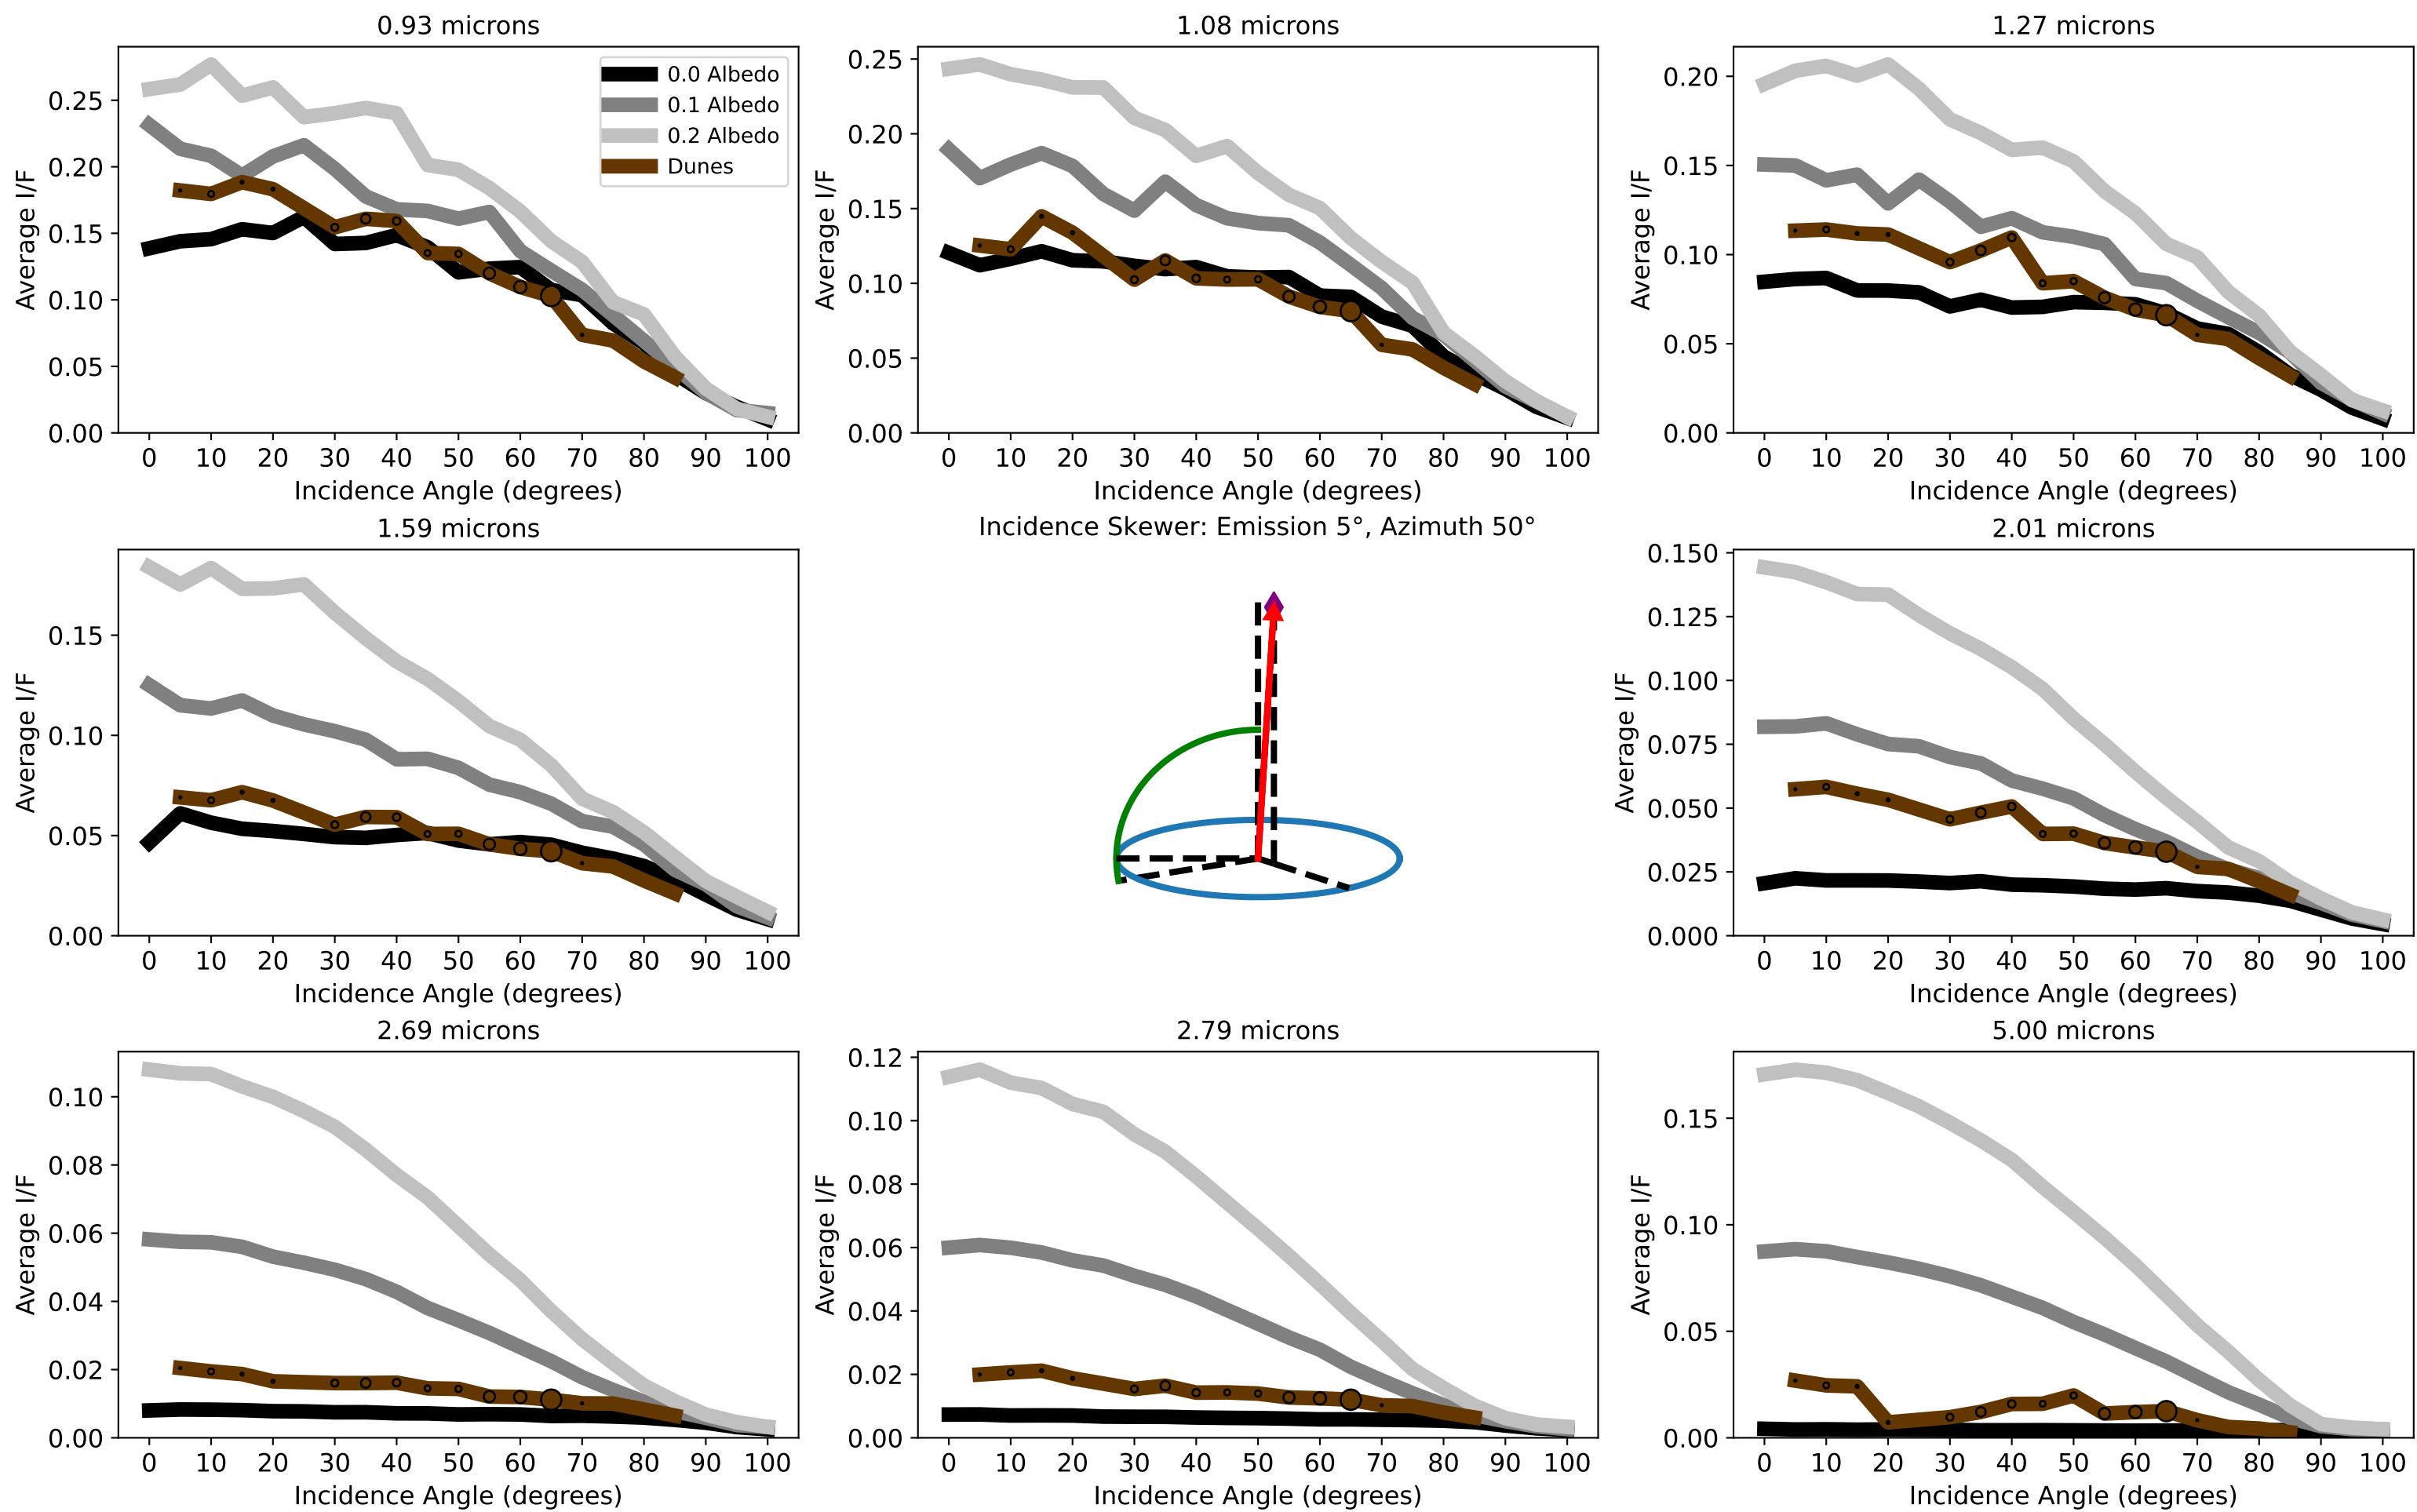 0.93 microns
Average I/F
0.25
0.20
0.15
0.10
0.05
0.00
0.0 Albedo
0.1 Albedo
0.2 Albedo
Dunes
0 10 20 30 40 50 60 70 80 90 100
Incidence Angle (degrees)
1.08 microns
Average I/F
0.25
0.20
0.15
0.10
0.05
0.00
0 10 20 30 40 50 60 70 80 90 100
Incidence Angle (degrees)
1.27 microns
Average I/F
0.20
0.15
0.10
0.05
0.00
0 10 20 30 40 50 60 70 80 90 100
Incidence Angle (degrees)
1.59 microns
Average I/F
0.15
0.10
0.05
0.00
0 10 20 30 40 50 60 70 80 90 100
Incidence Angle (degrees)
Incidence Skewer: Emission 5°, Azimuth 50°
2.01 microns
Average I/F
0.150
0.125
0.100
0.075
0.050
0.025
0.000
0 10 20 30 40 50 60 70 80 90 100
Incidence Angle (degrees)
2.69 microns
Average I/F
0.10
0.08
0.06
0.04
0.02
0.00
0 10 20 30 40 50 60 70 80 90 100
Incidence Angle (degrees)
2.79 microns
Average I/F
0.12
0.10
0.08
0.06
0.04
0.02
0.00
0 10 20 30 40 50 60 70 80 90 100
Incidence Angle (degrees)
5.00 microns
Average I/F
0.15
0.10
0.05
0.00
0 10 20 30 40 50 60 70 80 90 100
Incidence Angle (degrees)